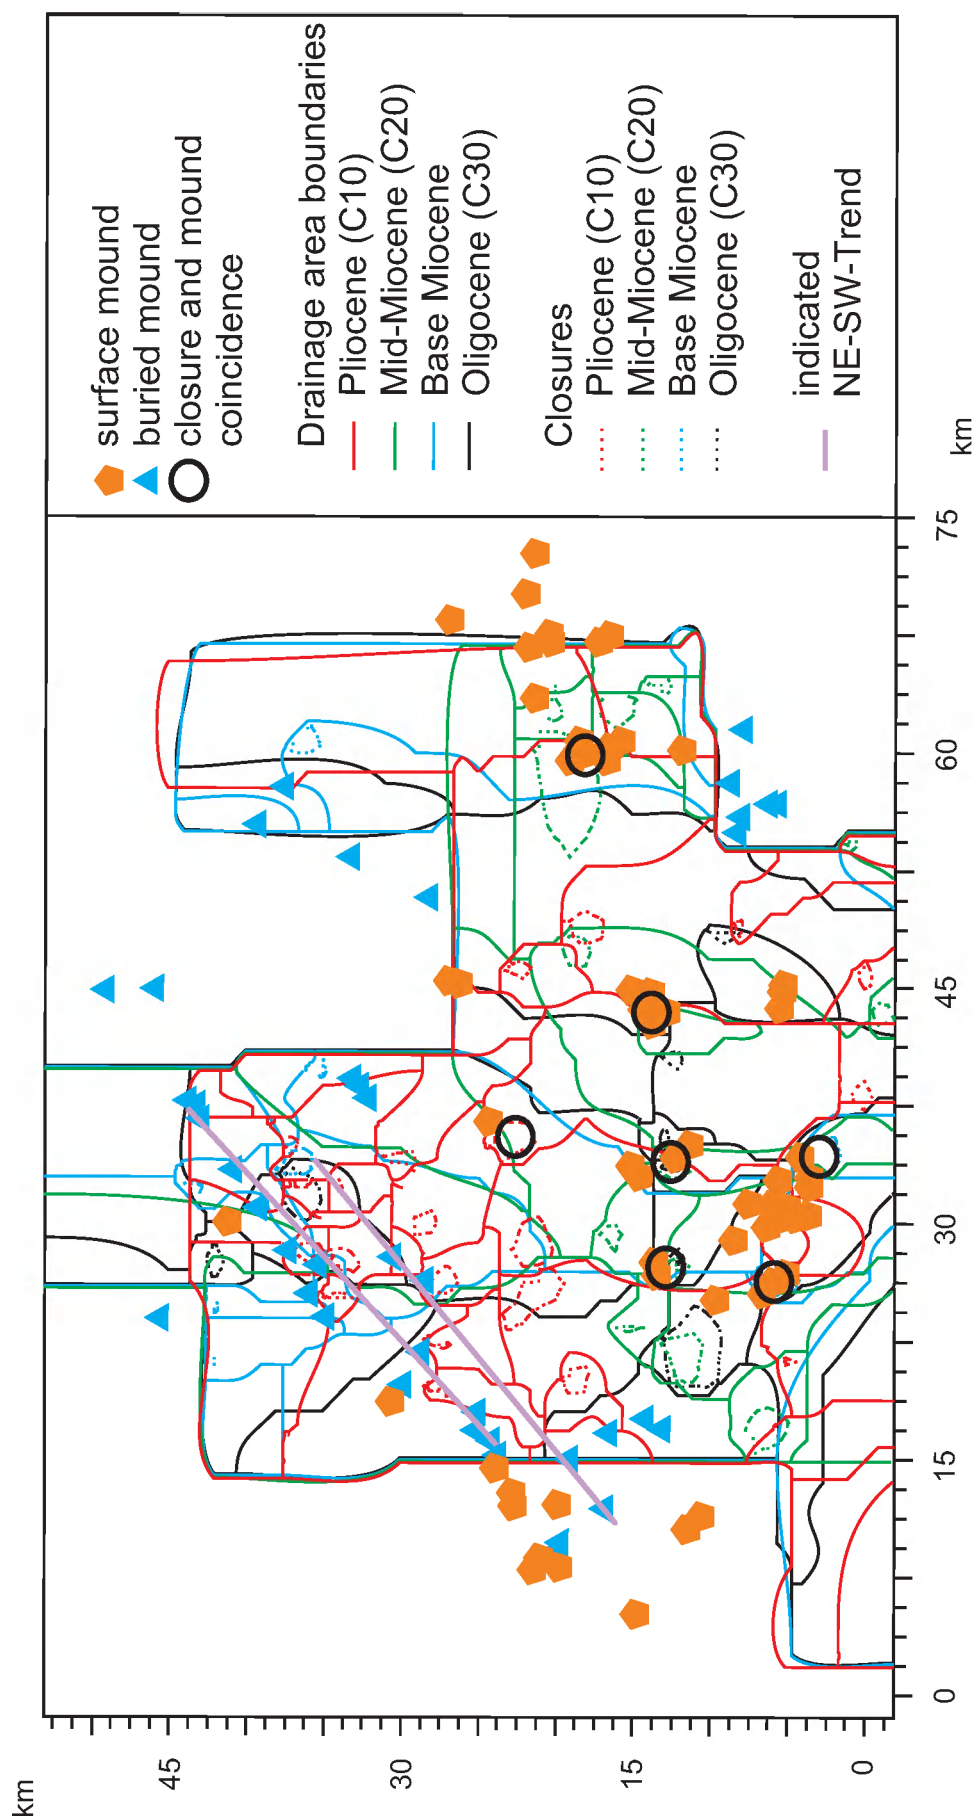 surface mound
buried mound
closure and mound
coincidence
Drainage area boundaries
Pliocene (C10)
Mid-Miocene (C20)
Base Miocene
Oligocene (C30)
Closures
Pliocene (C10)
Mid-Miocene (C20)
Base Miocene
Oligocene (C30)
indicated
NE-SW-Trend
km
45
30
15
0
0
15
30
45
60
75
km